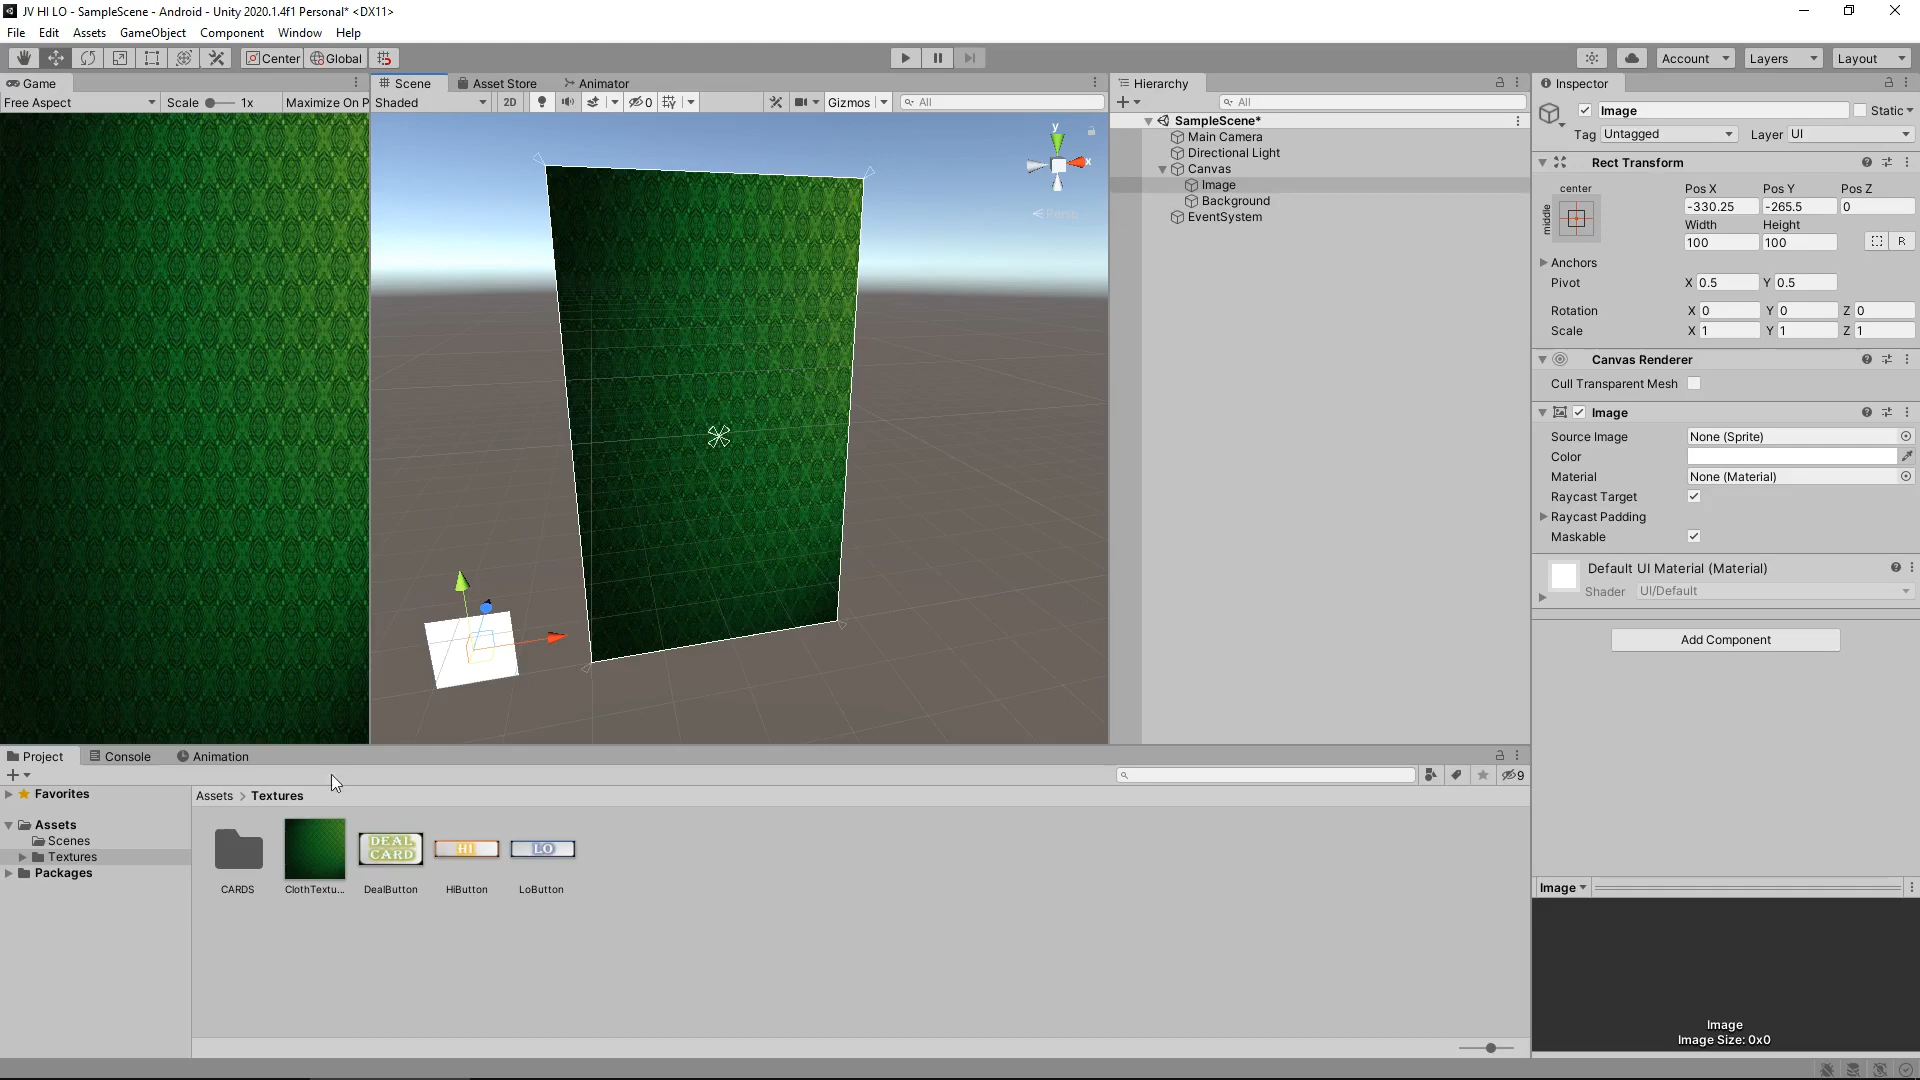 JV HI LO - SampleScene - Android - Unity 2020.1.4f1 Personal* <DX11>
File Edit Assets GameObject Component Window Help
Center Global Account Layers Layout
Game
Free Aspect Scale 1x Maximize On P
Scene Asset Store Animator
Shaded 2D 0 Gizmos All
y
x
Persp
Hierarchy
All
SampleScene*
Main Camera
Directional Light
Canvas
Image
Background
EventSystem
Inspector
Image Static
Tag Untagged Layer UI
Rect Transform
center
middle
Pos X Pos Y Pos Z
-330.25 -265.5 0
Width Height
100 100 R
Anchors
Pivot X 0.5 Y 0.5
Rotation X 0 Y 0 Z 0
Scale X 1 Y 1 Z 1
Canvas Renderer
Cull Transparent Mesh
Image
Source Image None (Sprite)
Color
Material None (Material)
Raycast Target
Raycast Padding
Maskable
Default UI Material (Material)
Shader UI/Default
Add Component
Image
Image
Image Size: 0x0
Project Console Animation
9
Favorites
Assets
Scenes
Textures
Packages
Assets > Textures
DEAL
CARD
HI
LO
CARDS ClothTextu... DealButton HiButton LoButton